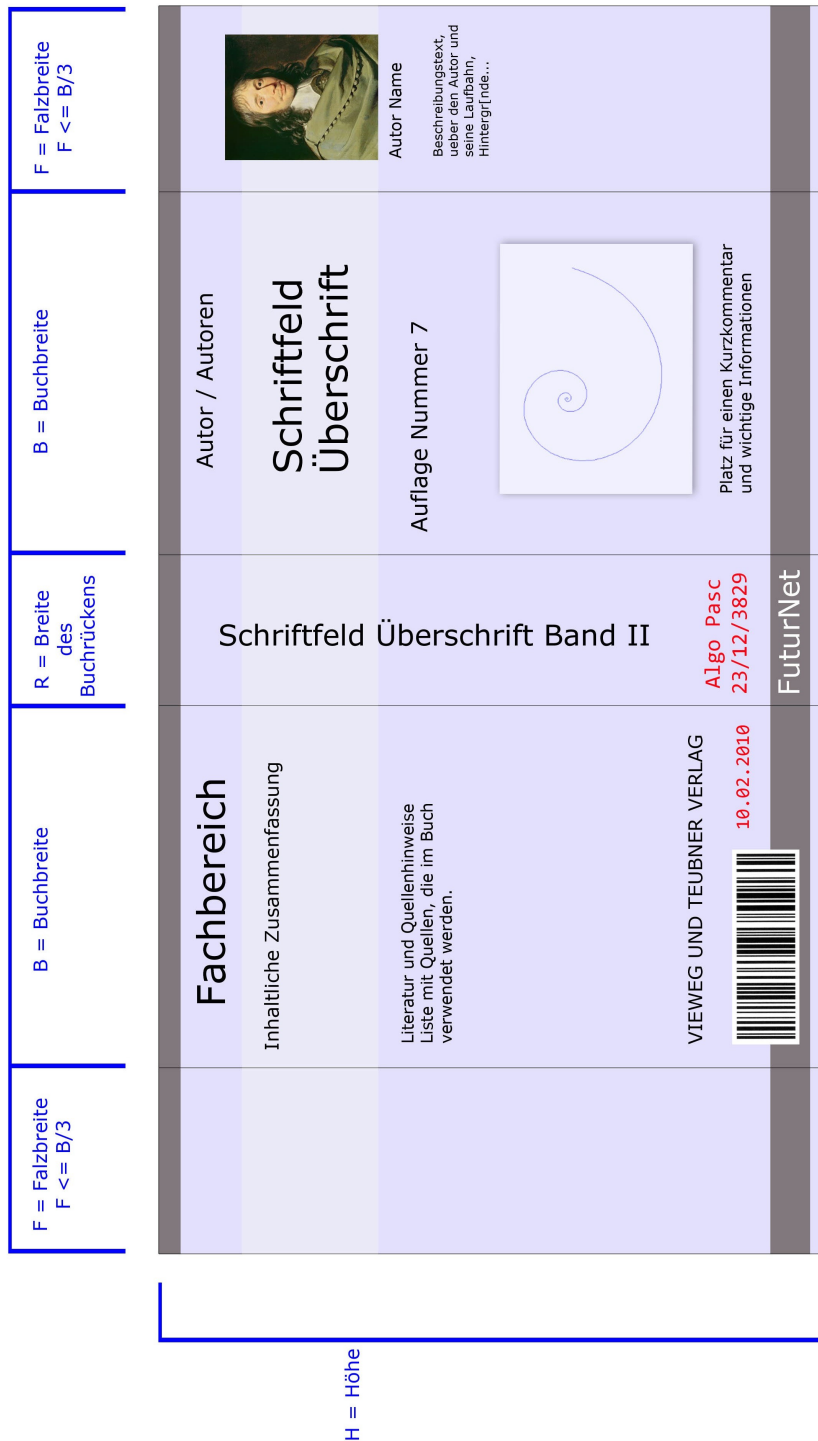 F = Falzbreite
F <= B/3
B = Buchbreite
R = Breite
des
Buchrückens
B = Buchbreite
F = Falzbreite
F <= B/3
H = Höhe
Fachbereich
Inhaltliche Zusammenfassung
Literatur und Quellenhinweise
Liste mit Quellen, die im Buch
verwendet werden.
VIEWEG UND TEUBNER VERLAG
10.02.2010
Schriftfeld Überschrift Band II
Algo Pasc
23/12/3829
FuturNet
Autor / Autoren
Schriftfeld
Überschrift
Auflage Nummer 7
Platz für einen Kurzkommentar
und wichtige Informationen
Autor Name
Beschreibungstext,
ueber den Autor und
seine Laufbahn,
Hintergr[nde...